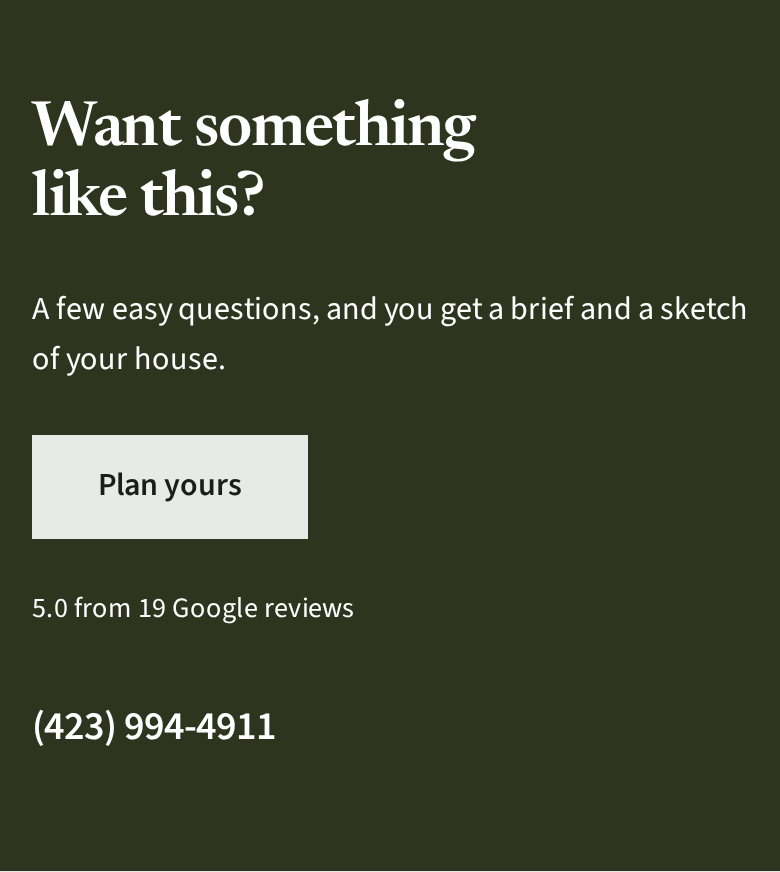 Want something
like this?
A few easy questions, and you get a brief and a sketch
of your house.
Plan yours
5.0 from 19 Google reviews
(423) 994-4911